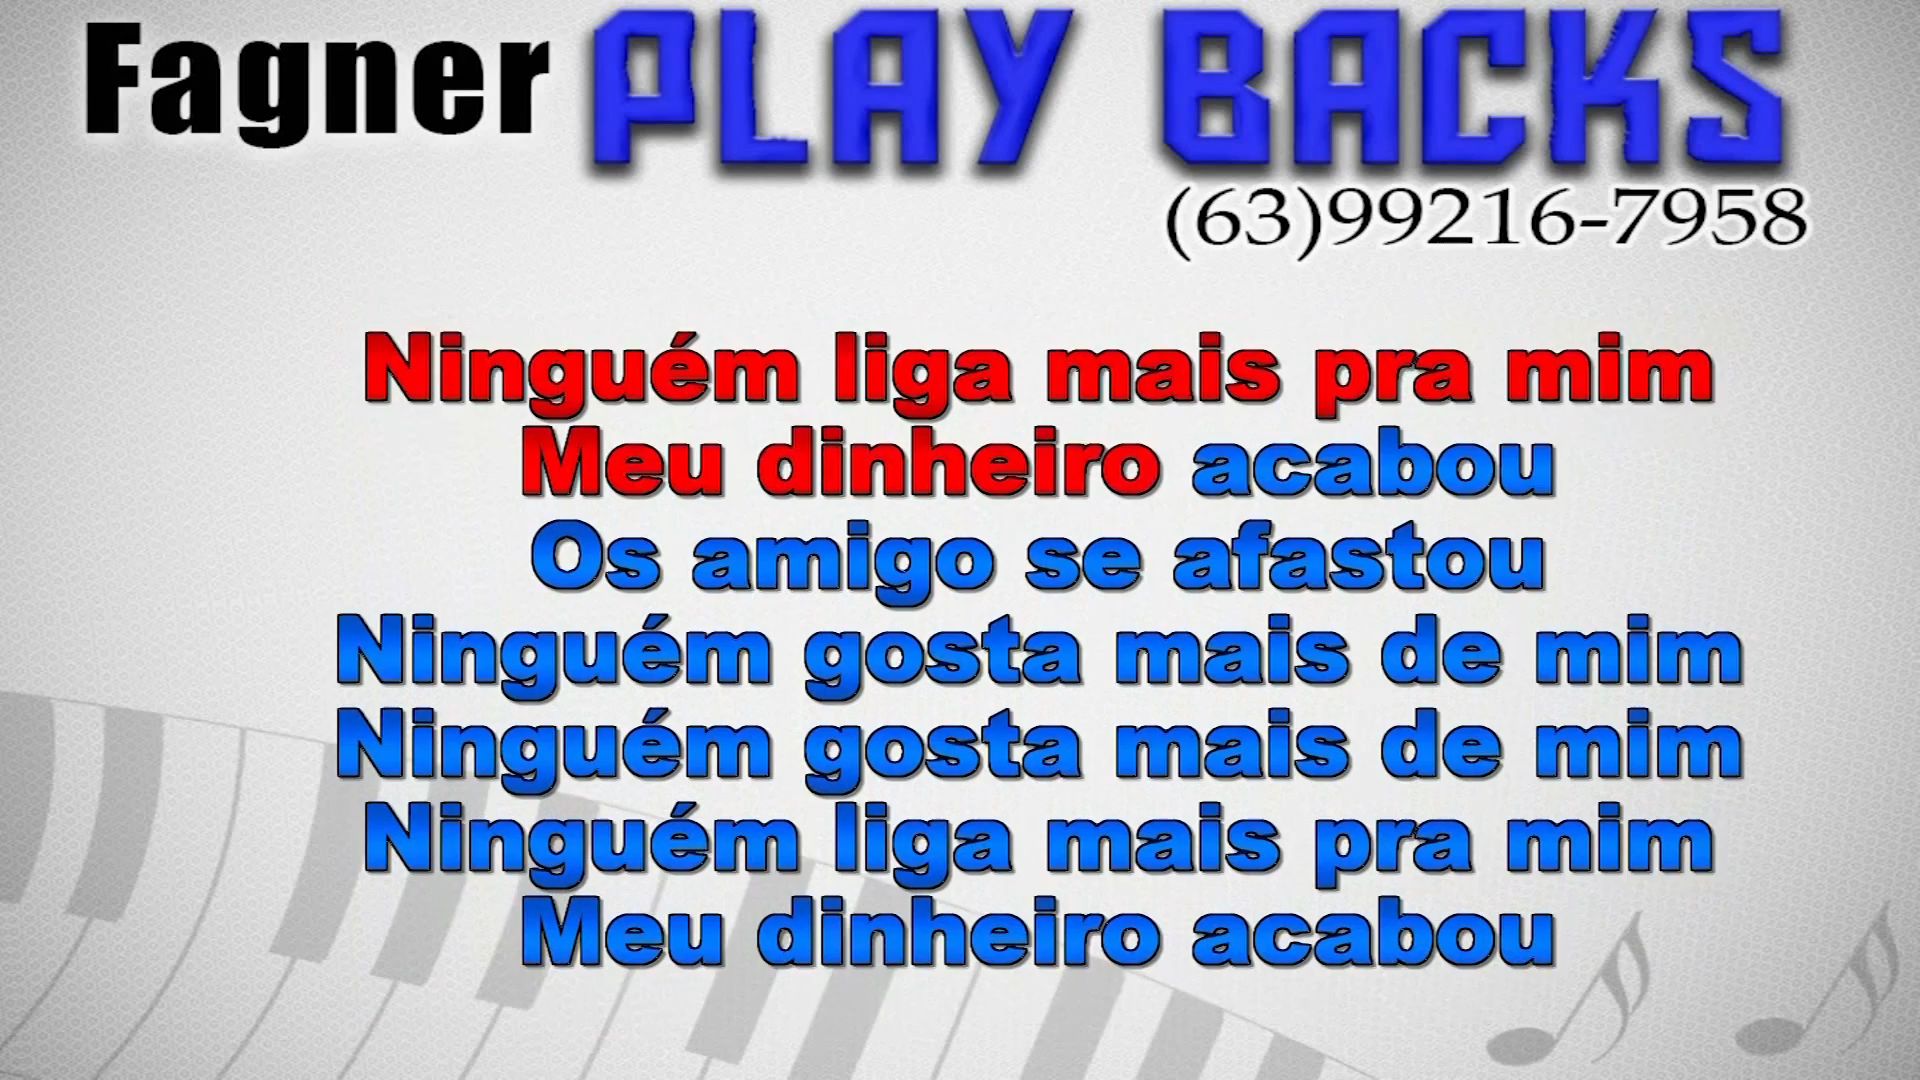 Fagner PLAY BACKS
(63)99216-7958
Ninguém liga mais pra mim
Meu dinheiro acabou
Os amigo se afastou
Ninguém gosta mais de mim
Ninguém gosta mais de mim
Ninguém liga mais pra mim
Meu dinheiro acabou